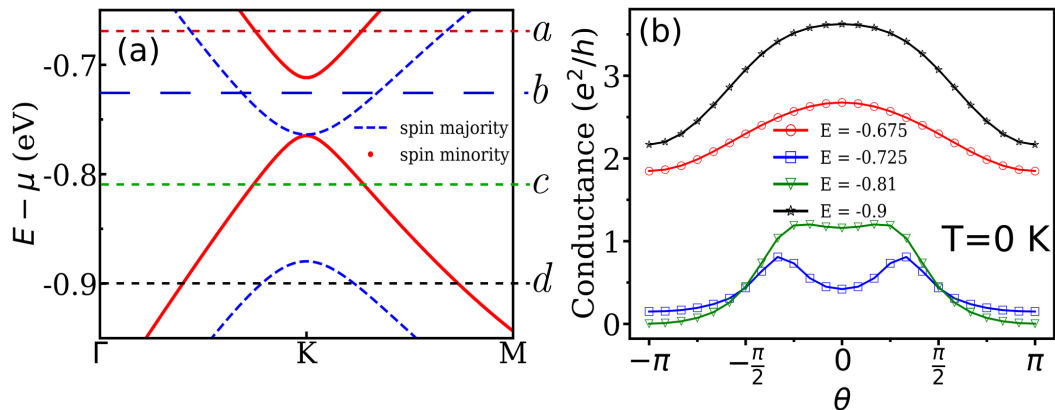 (a)
E − μ (eV)
-0.7
-0.8
-0.9
Γ
K
M
spin majority
spin minority
a
b
c
d
(b)
Conductance (e²/h)
3
2
1
0
E = -0.675
E = -0.725
E = -0.81
E = -0.9
T=0 K
−π
−π/2
0
π/2
π
θ